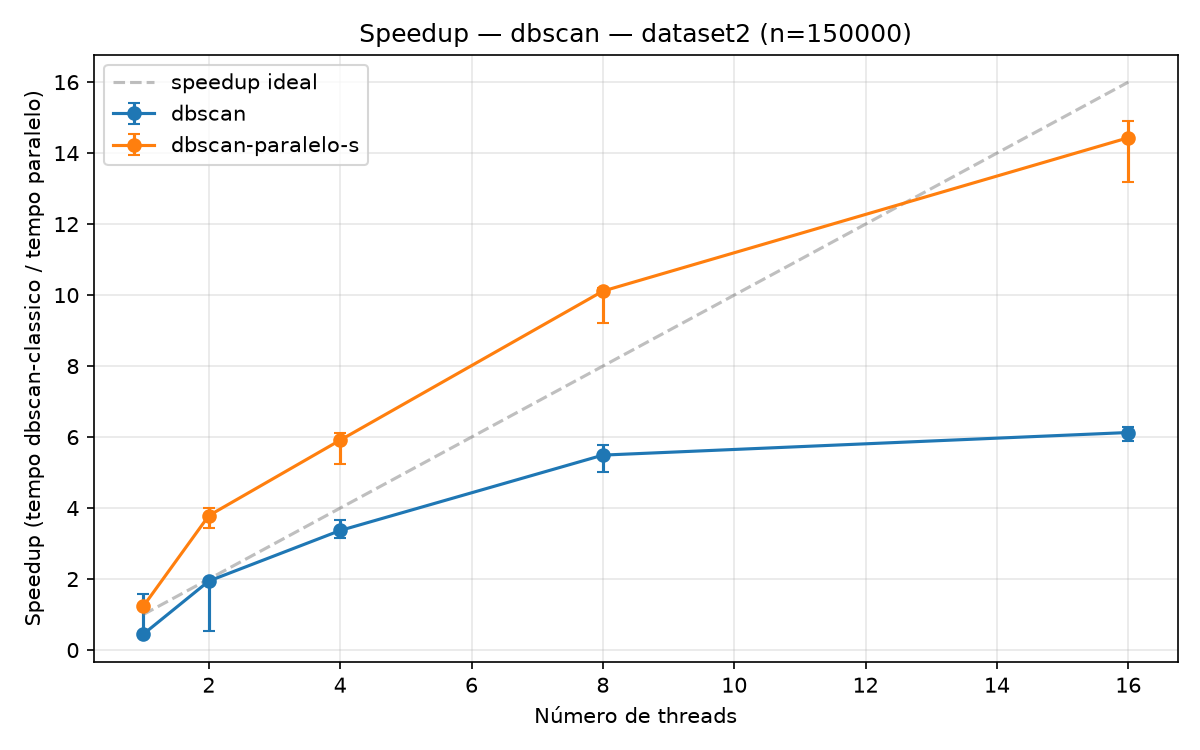 Speedup — dbscan — dataset2 (n=150000)
speedup ideal
dbscan
dbscan-paralelo-s
Speedup (tempo dbscan-classico / tempo paralelo)
16
14
12
10
8
6
4
2
0
2 4 6 8 10 12 14 16
Número de threads